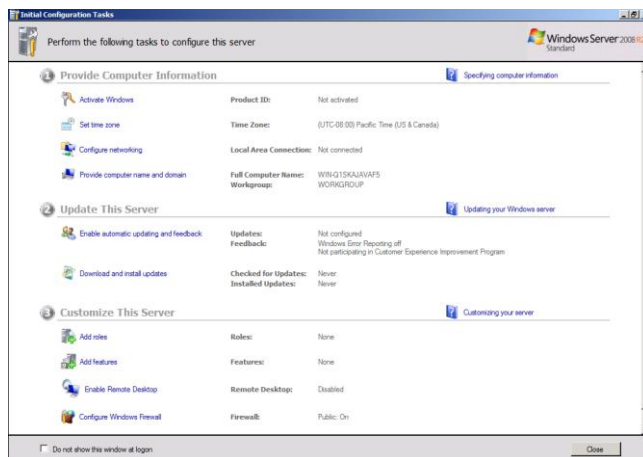 Initial Configuration Tasks
Perform the following tasks to configure this server
Windows Server 2008 R2
Standard
1 Provide Computer Information
Specifying computer information
Activate Windows Product ID: Not activated
Set time zone Time Zone: (UTC-08:00) Pacific Time (US & Canada)
Configure networking Local Area Connection: Not connected
Provide computer name and domain Full Computer Name: WIN-Q1SKAJAVAF5
Workgroup: WORKGROUP
2 Update This Server
Updating your Windows server
Enable automatic updating and feedback Updates: Not configured
Feedback: Windows Error Reporting off
Not participating in Customer Experience Improvement Program
Download and install updates Checked for Updates: Never
Installed Updates: Never
3 Customize This Server
Customizing your server
Add roles Roles: None
Add features Features: None
Enable Remote Desktop Remote Desktop: Disabled
Configure Windows Firewall Firewall: Public: On
Do not show this window at logon
Close